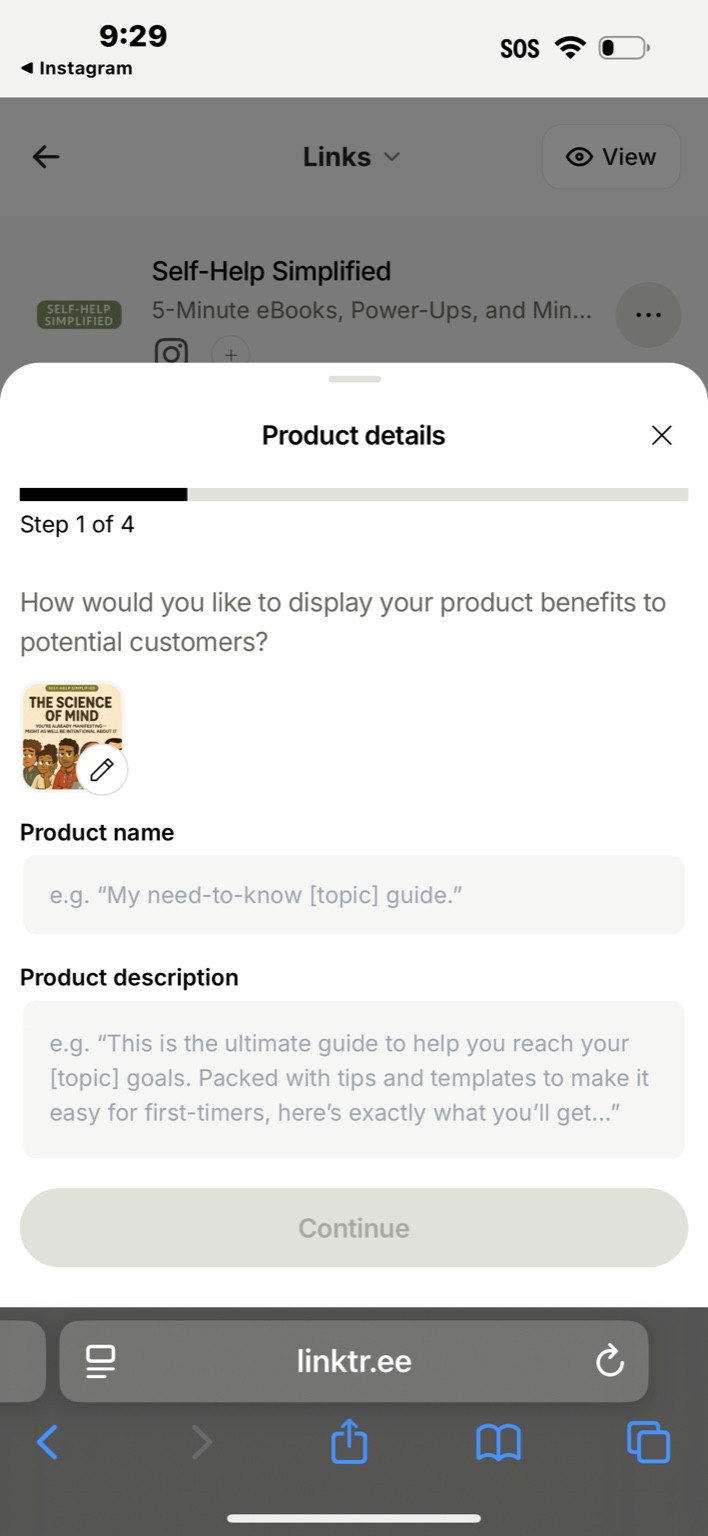 9:29
SOS
◀ Instagram
Links
View
Self-Help Simplified
SELF-HELP
SIMPLIFIED
5-Minute eBooks, Power-Ups, and Min...
Product details
Step 1 of 4
How would you like to display your product benefits to
potential customers?
SELF-HELP SIMPLIFIED
THE SCIENCE
OF MIND
YOU'RE ALREADY MANIFESTING—
MIGHT AS WELL BE INTENTIONAL ABOUT IT
Product name
e.g. “My need-to-know [topic] guide.”
Product description
e.g. “This is the ultimate guide to help you reach your
[topic] goals. Packed with tips and templates to make it
easy for first-timers, here’s exactly what you’ll get...”
Continue
linktr.ee